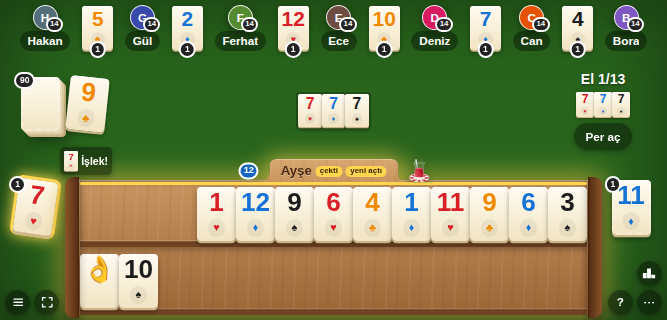 H 14 G 14 F 14 E 14 D 14 C 14 B 14
Hakan 5 1 Gül 2 1 Ferhat 12 1 Ece 10 1 Deniz 7 1 Can 4 1 Bora
90 9
7 7 7
El 1/13
7 7 7
Per aç
7 İşlek!
12 Ayşe çekti yeni açtı
1 7
1 12 9 6 4 1 11 9 6 3
1 11
10
? ...